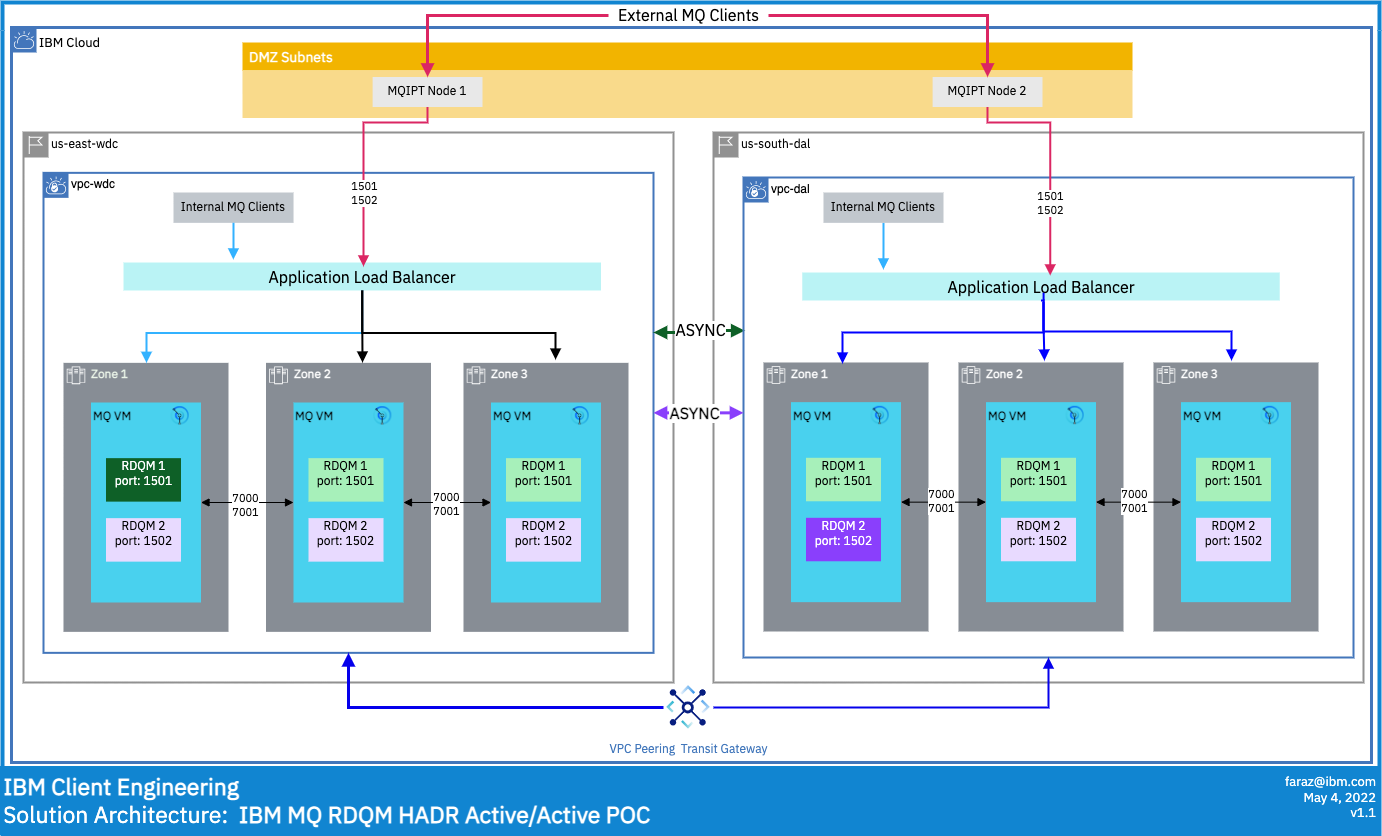 External MQ Clients
IBM Cloud
DMZ Subnets
MQIPT Node 1
MQIPT Node 2
us-east-wdc
vpc-wdc
Internal MQ Clients
1501
1502
Application Load Balancer
Zone 1
MQ VM
RDQM 1
port: 1501
RDQM 2
port: 1502
7000
7001
Zone 2
MQ VM
RDQM 1
port: 1501
RDQM 2
port: 1502
7000
7001
Zone 3
MQ VM
RDQM 1
port: 1501
RDQM 2
port: 1502
ASYNC
ASYNC
us-south-dal
vpc-dal
Internal MQ Clients
1501
1502
Application Load Balancer
Zone 1
MQ VM
RDQM 1
port: 1501
RDQM 2
port: 1502
7000
7001
Zone 2
MQ VM
RDQM 1
port: 1501
RDQM 2
port: 1502
7000
7001
Zone 3
MQ VM
RDQM 1
port: 1501
RDQM 2
port: 1502
VPC Peering Transit Gateway
IBM Client Engineering
Solution Architecture: IBM MQ RDQM HADR Active/Active POC
faraz@ibm.com
May 4, 2022
v1.1